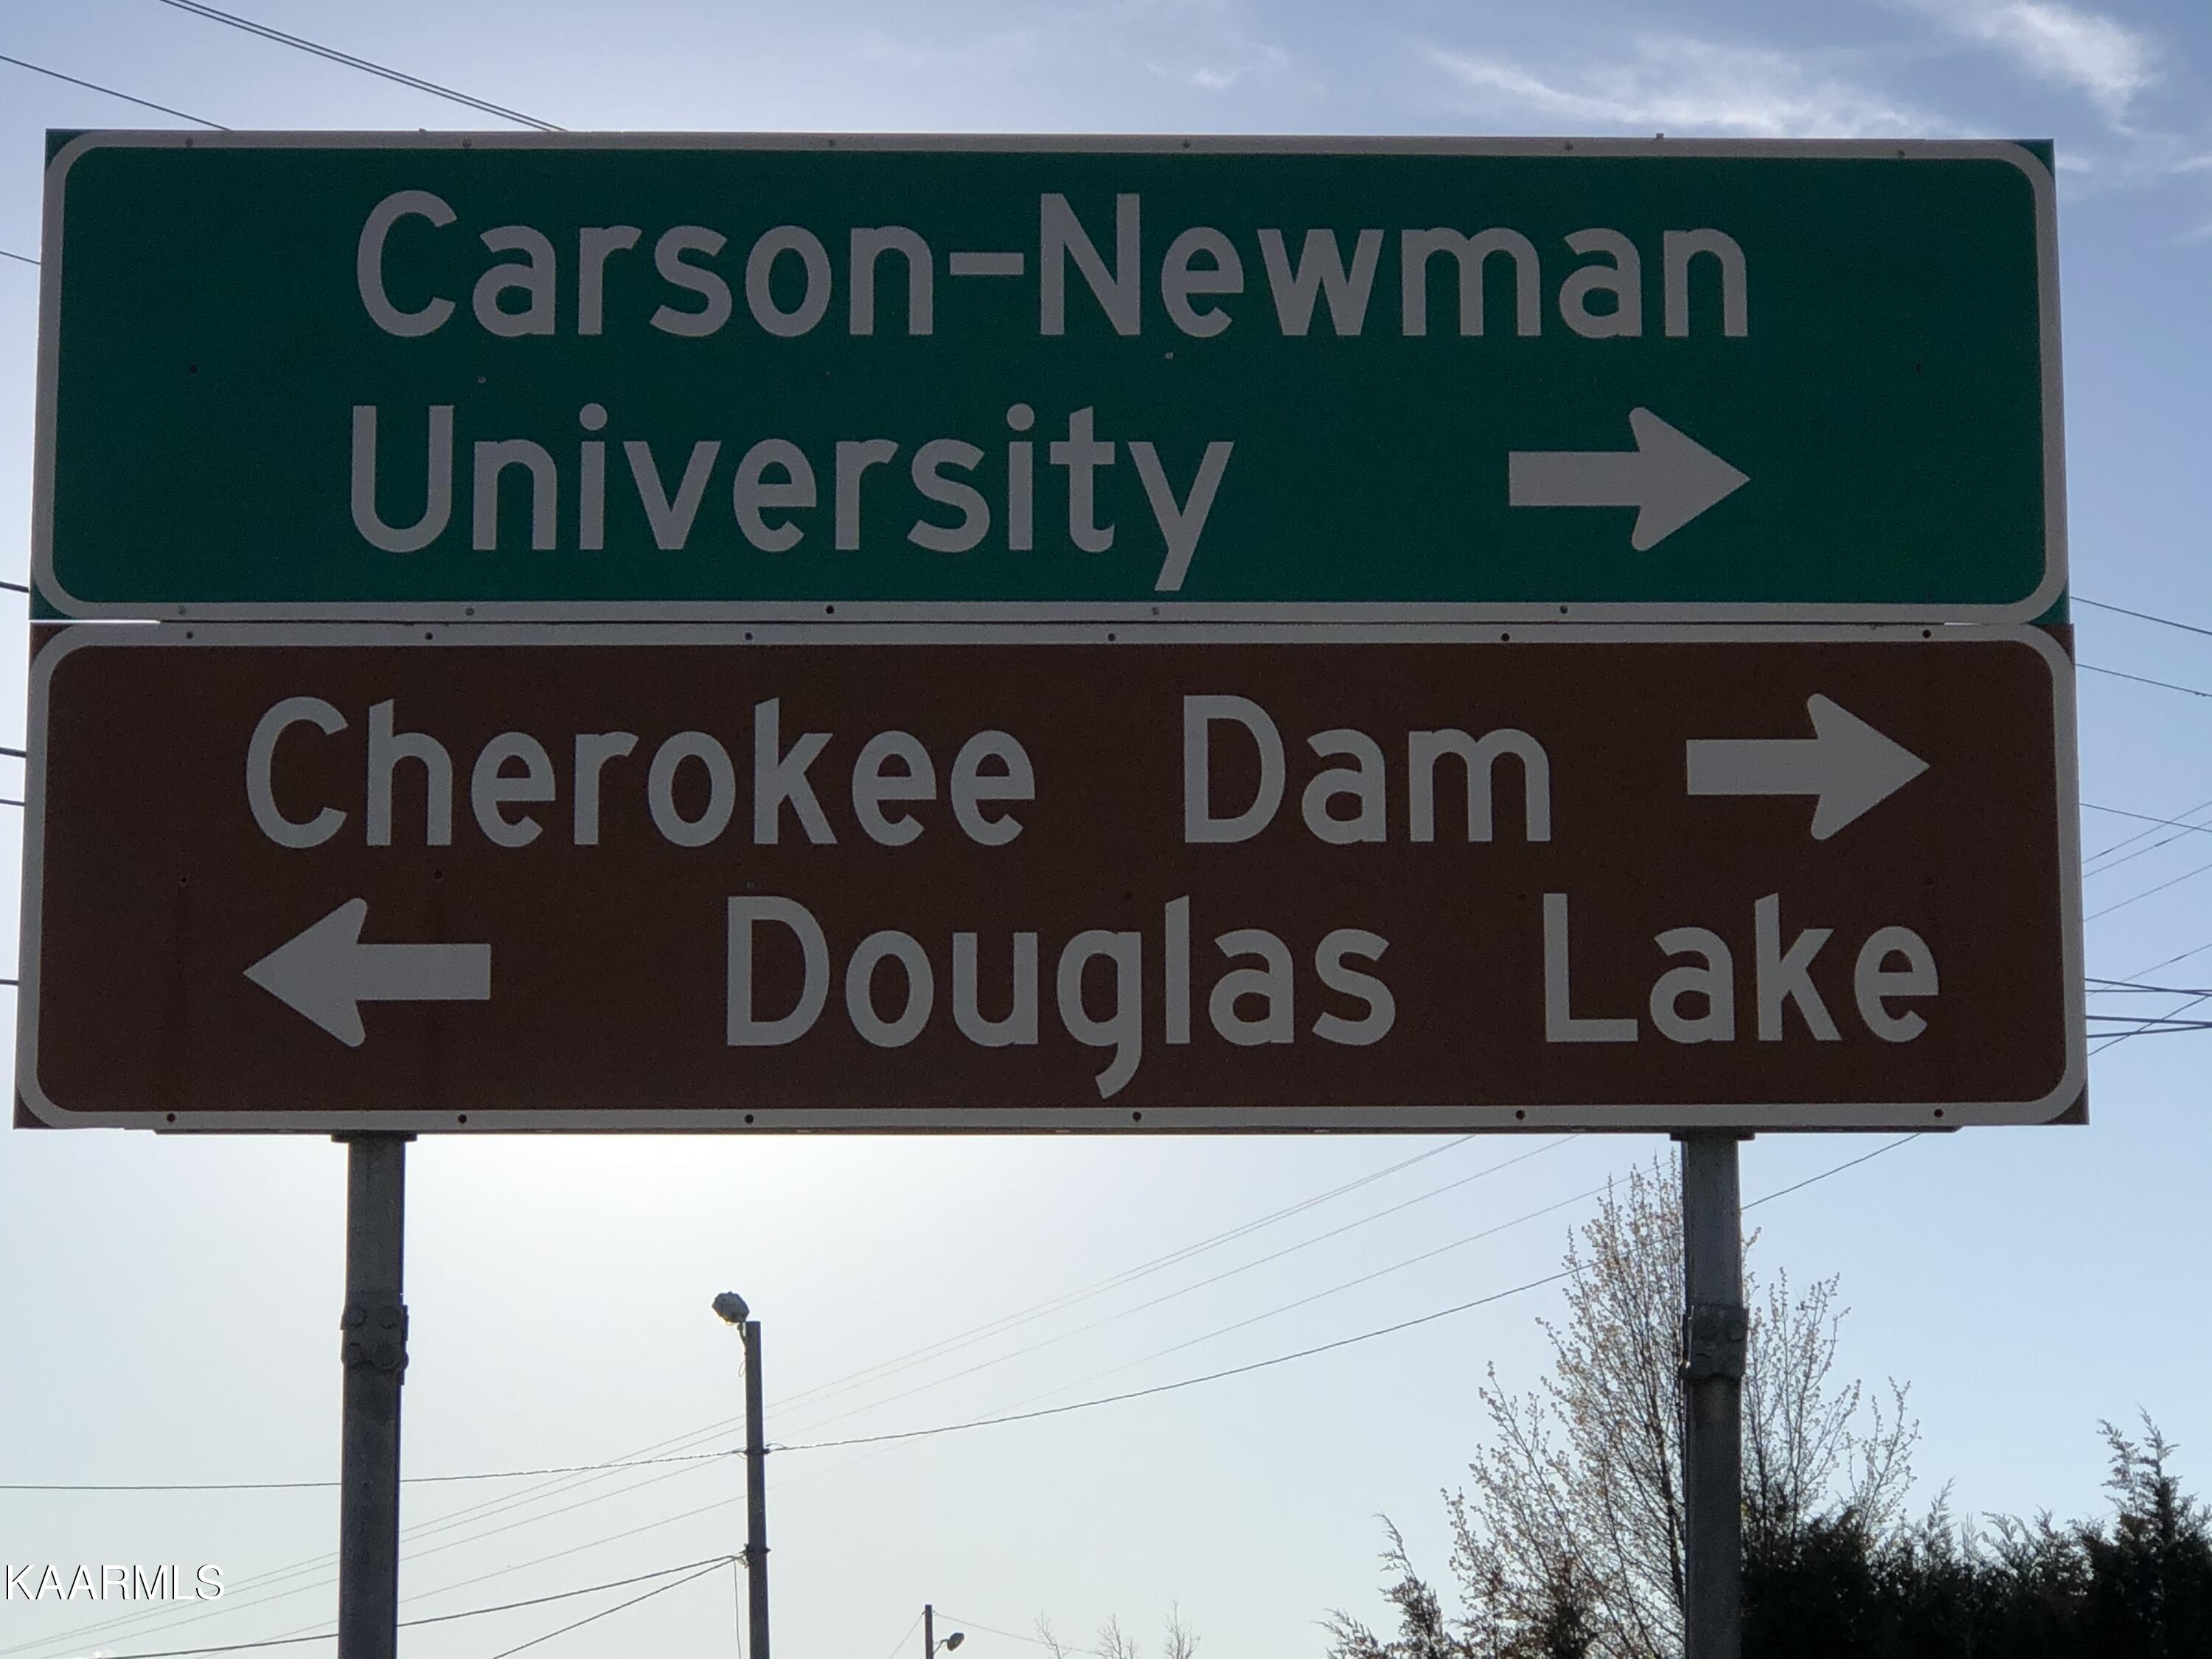 Carson-Newman
University
Cherokee Dam
Douglas Lake
KAARMLS